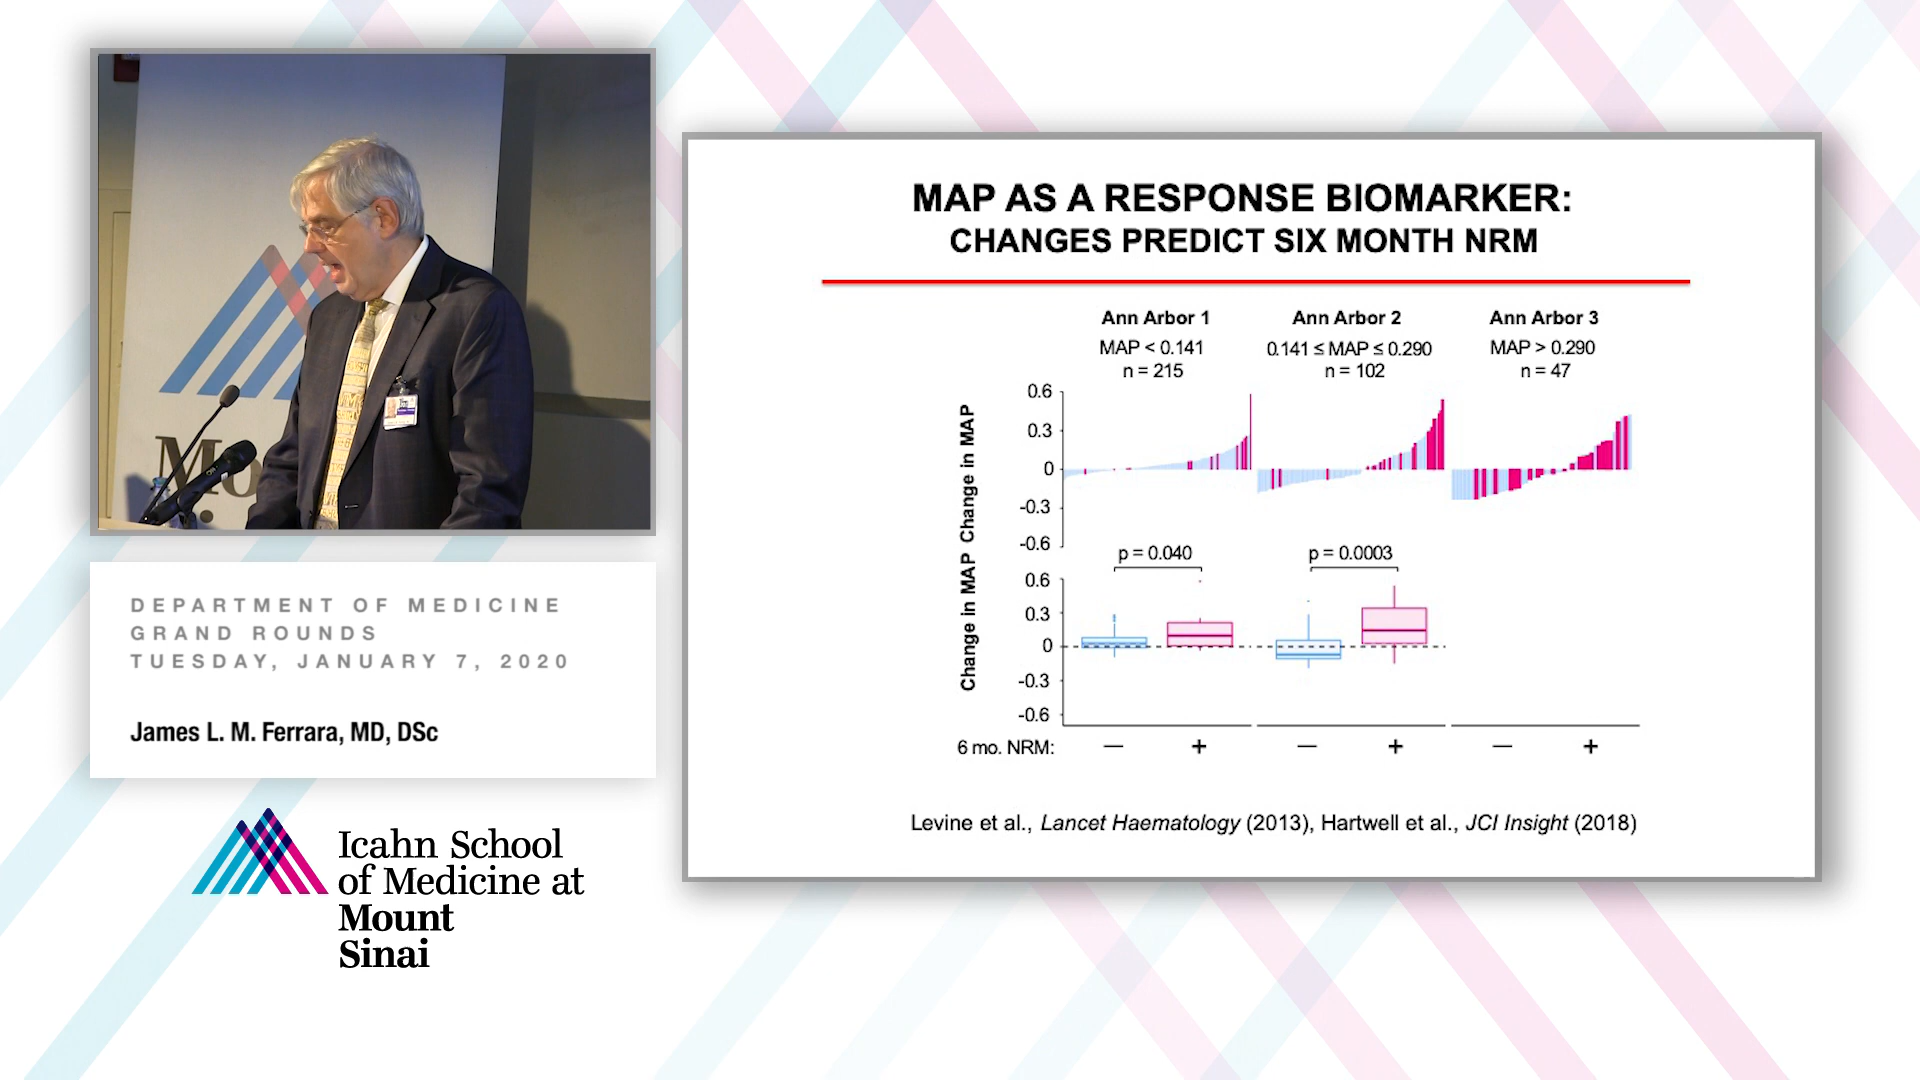 Mo
DEPARTMENT OF MEDICINE
GRAND ROUNDS
TUESDAY, JANUARY 7, 2020
James L. M. Ferrara, MD, DSc
Icahn School
of Medicine at
Mount
Sinai
MAP AS A RESPONSE BIOMARKER:
CHANGES PREDICT SIX MONTH NRM
Ann Arbor 1
MAP < 0.141
n = 215
Ann Arbor 2
0.141 ≤ MAP ≤ 0.290
n = 102
Ann Arbor 3
MAP > 0.290
n = 47
Change in MAP
0.6
0.3
0
-0.3
-0.6
p = 0.040
p = 0.0003
Change in MAP
0.6
0.3
0
-0.3
-0.6
6 mo. NRM: — + — + — +
Levine et al., Lancet Haematology (2013), Hartwell et al., JCI Insight (2018)